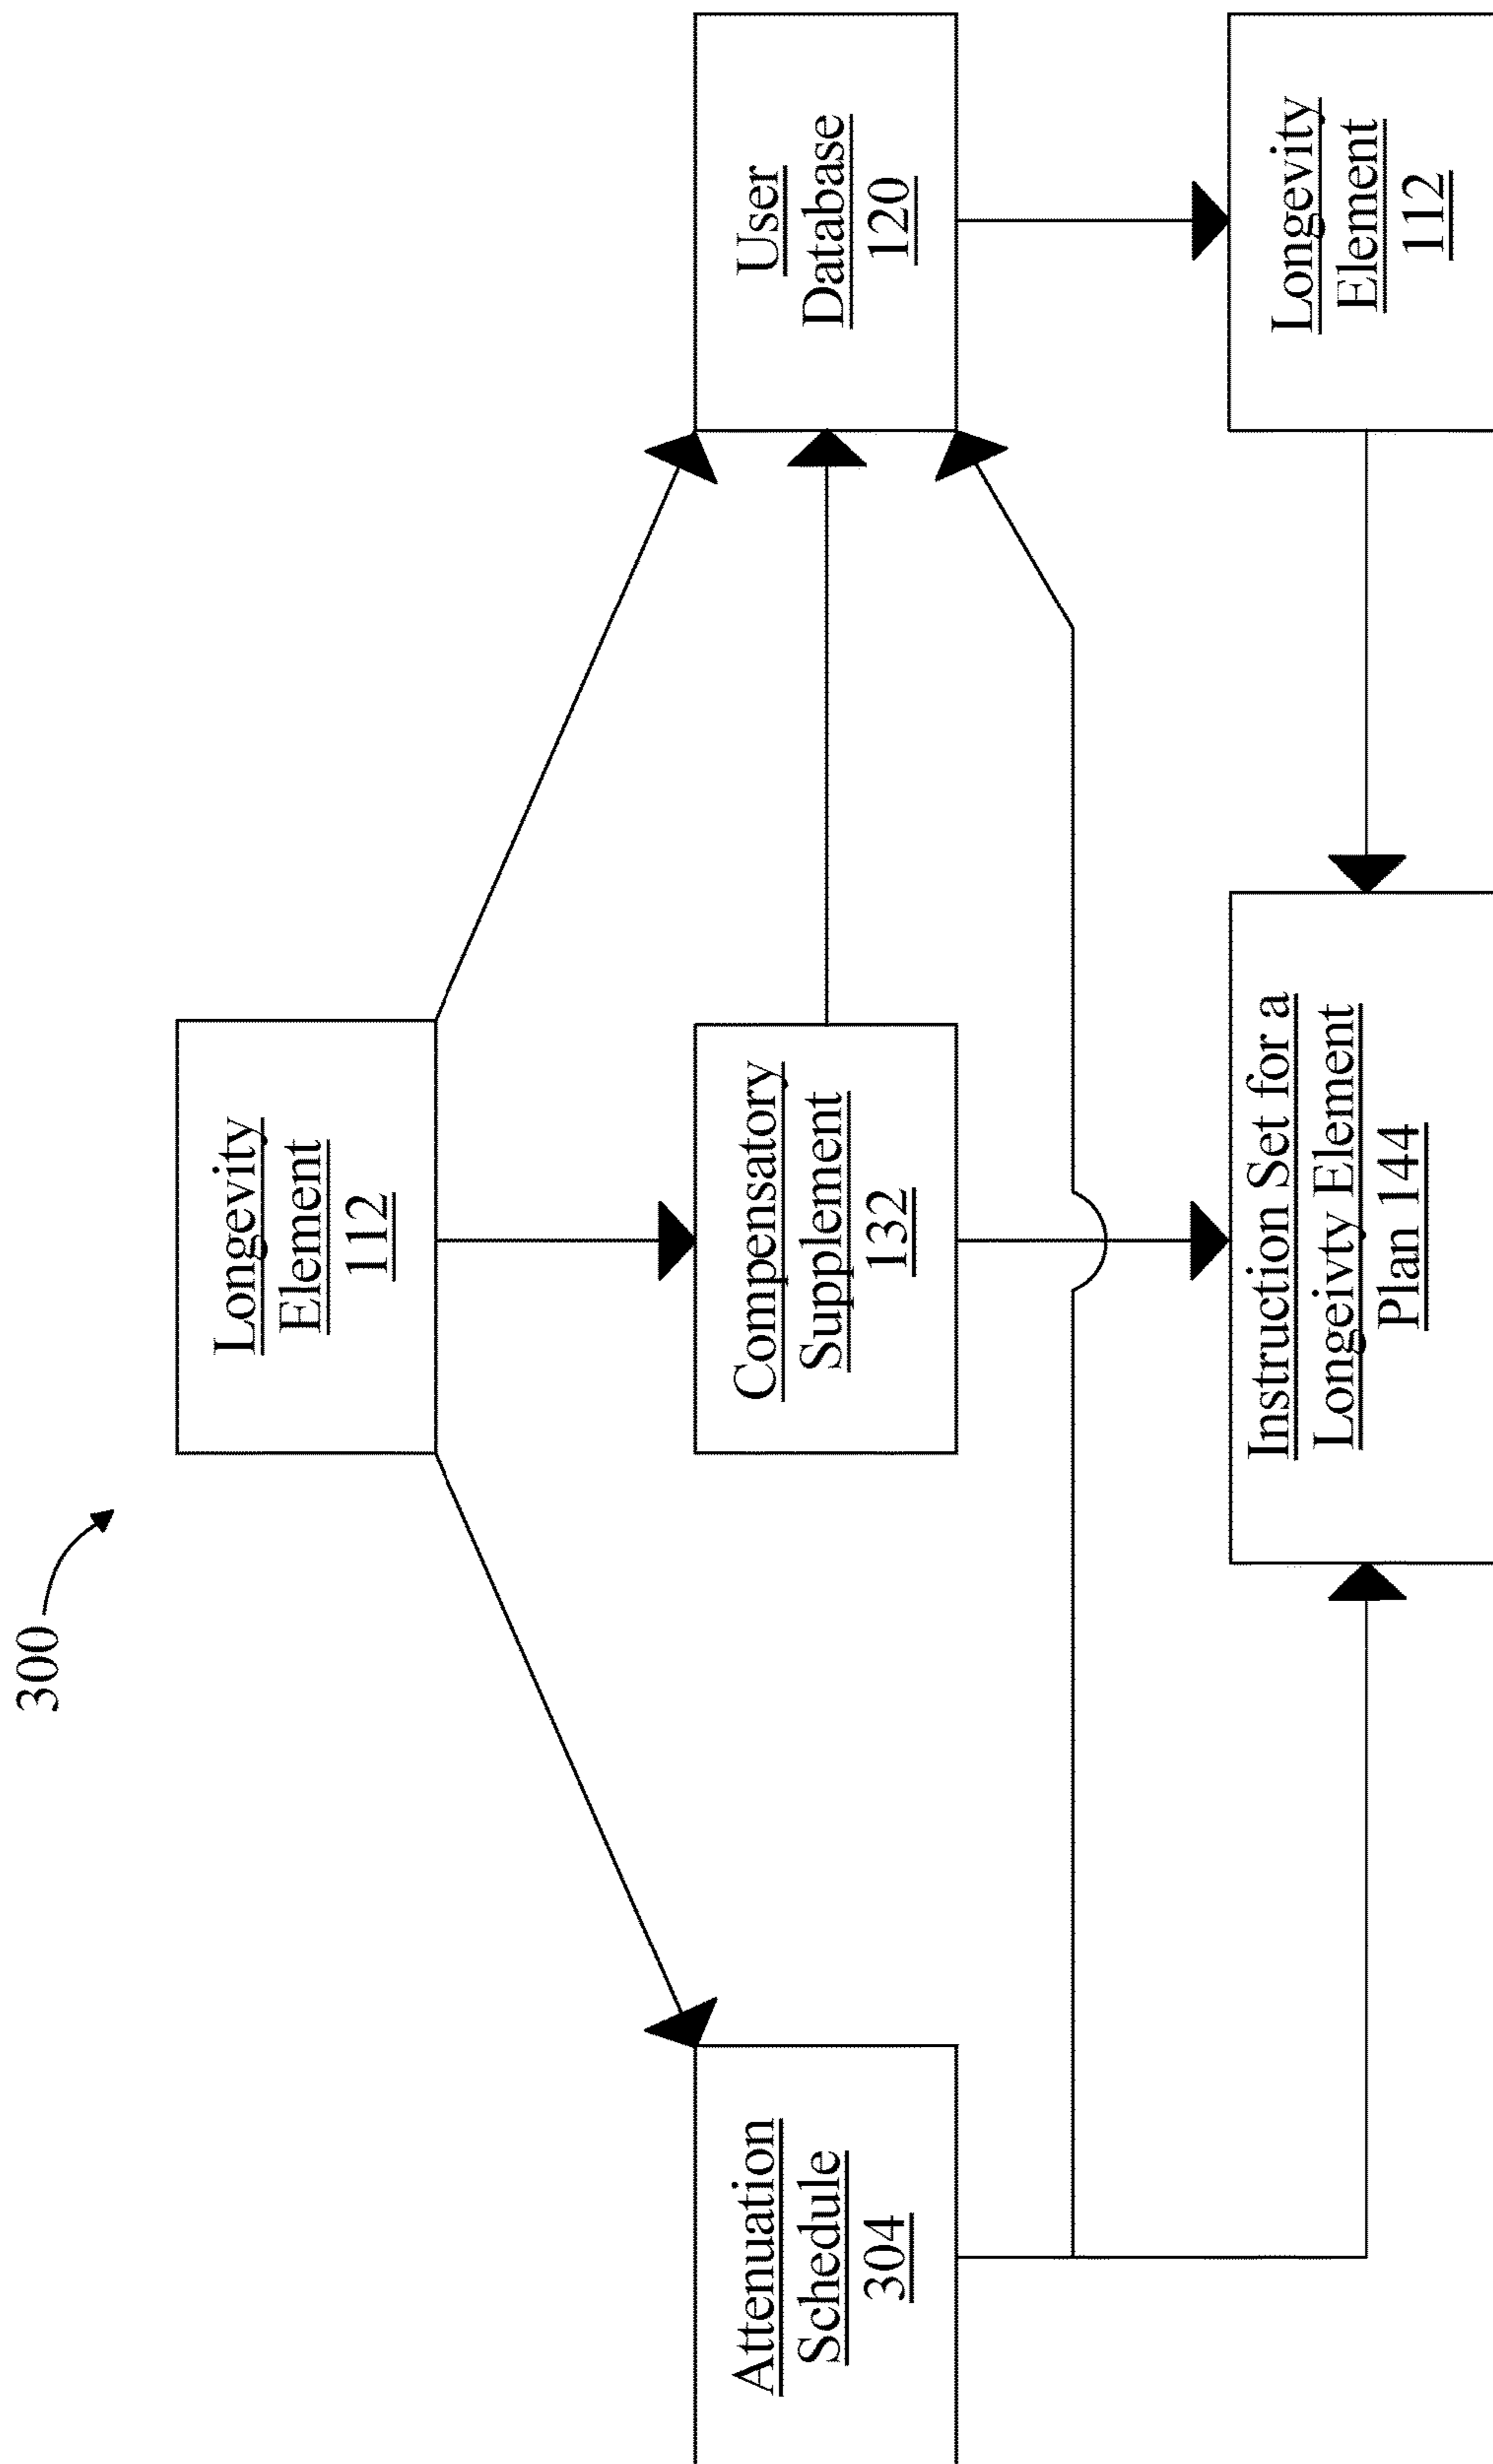 300
Longevity
Element
112
Attenuation
Schedule
304
Compensatory
Supplement
132
User
Database
120
Instruction Set for a
Longeivty Element
Plan 144
Longevity
Element
112